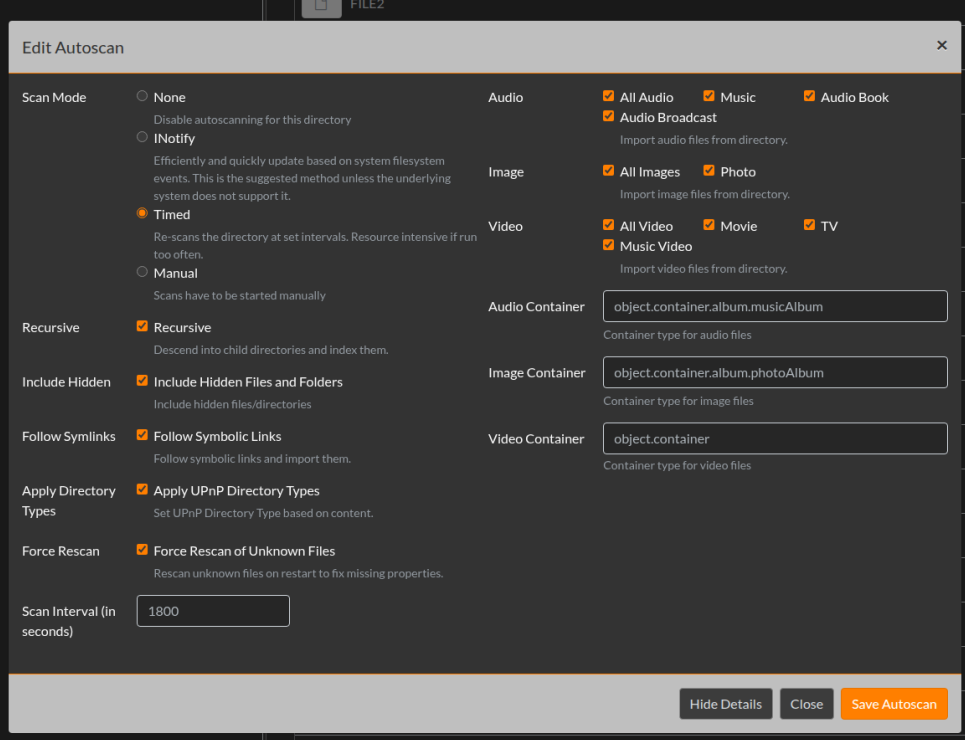 FILE2
Edit Autoscan
×
Scan Mode
None
Disable autoscanning for this directory
INotify
Efficiently and quickly update based on system filesystem
events. This is the suggested method unless the underlying
system does not support it.
Timed
Re-scans the directory at set intervals. Resource intensive if run
too often.
Manual
Scans have to be started manually
Recursive
Recursive
Descend into child directories and index them.
Include Hidden
Include Hidden Files and Folders
Include hidden files/directories
Follow Symlinks
Follow Symbolic Links
Follow symbolic links and import them.
Apply Directory
Types
Apply UPnP Directory Types
Set UPnP Directory Type based on content.
Force Rescan
Force Rescan of Unknown Files
Rescan unknown files on restart to fix missing properties.
Scan Interval (in
seconds)
1800
Audio
All Audio Music Audio Book
Audio Broadcast
Import audio files from directory.
Image
All Images Photo
Import image files from directory.
Video
All Video Movie TV
Music Video
Import video files from directory.
Audio Container
object.container.album.musicAlbum
Container type for audio files
Image Container
object.container.album.photoAlbum
Container type for image files
Video Container
object.container
Container type for video files
Hide Details Close Save Autoscan